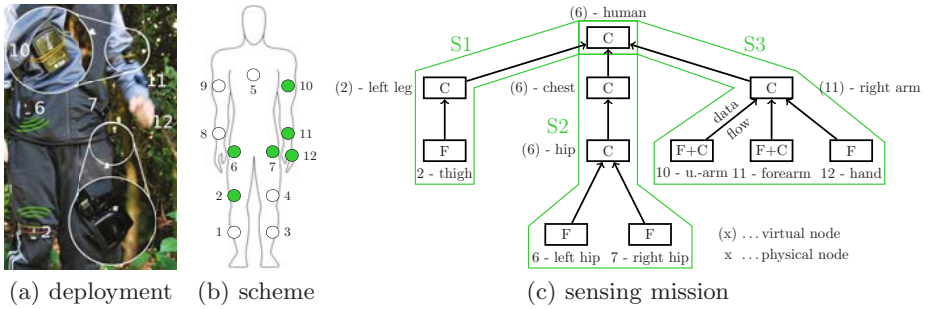 10
11
12
6
7
2
(a) deployment
9
5
10
8
11
6
7
12
2
4
1
3
(b) scheme
(6) - human
S1
C
S3
(2) - left leg
C
(6) - chest
C
C
(11) - right arm
S2
data
flow
F
(6) - hip
C
F+C
F+C
F
2 - thigh
10 - u.-arm
11 - forearm
12 - hand
F
F
6 - left hip
7 - right hip
(x) ...virtual node
x ...physical node
(c) sensing mission